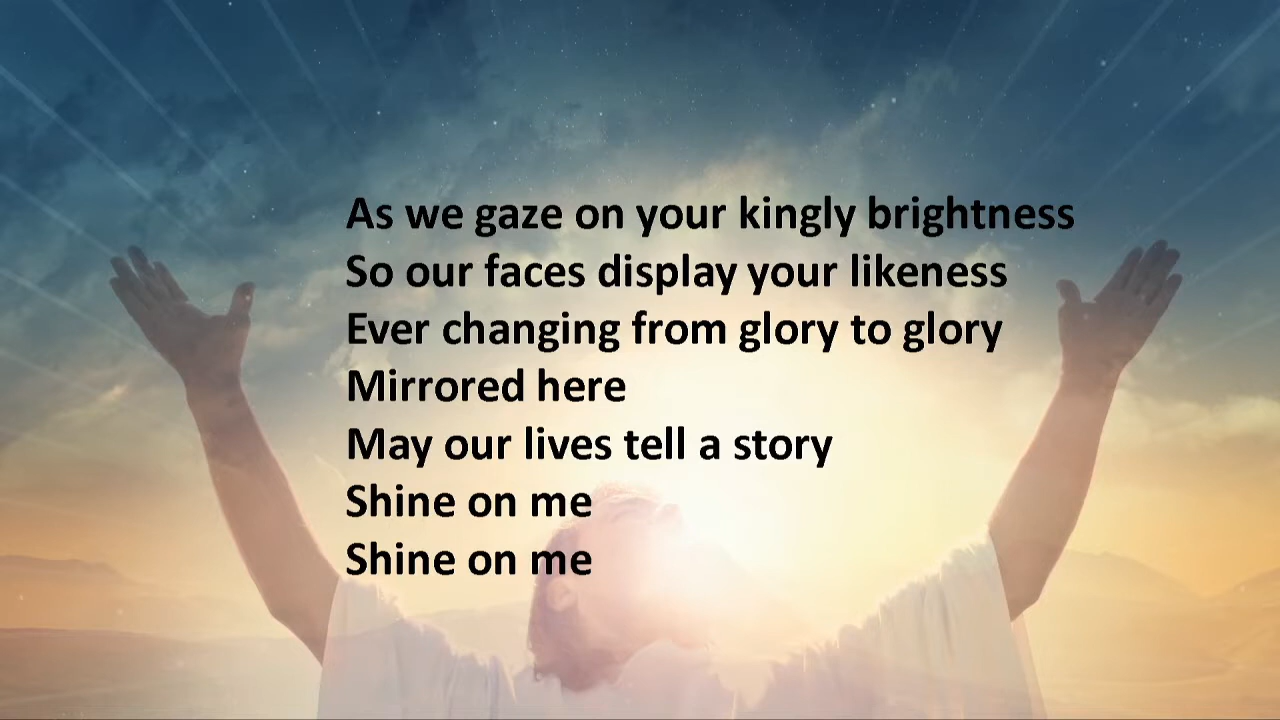 As we gaze on your kingly brightness
So our faces display your likeness
Ever changing from glory to glory
Mirrored here
May our lives tell a story
Shine on me
Shine on me